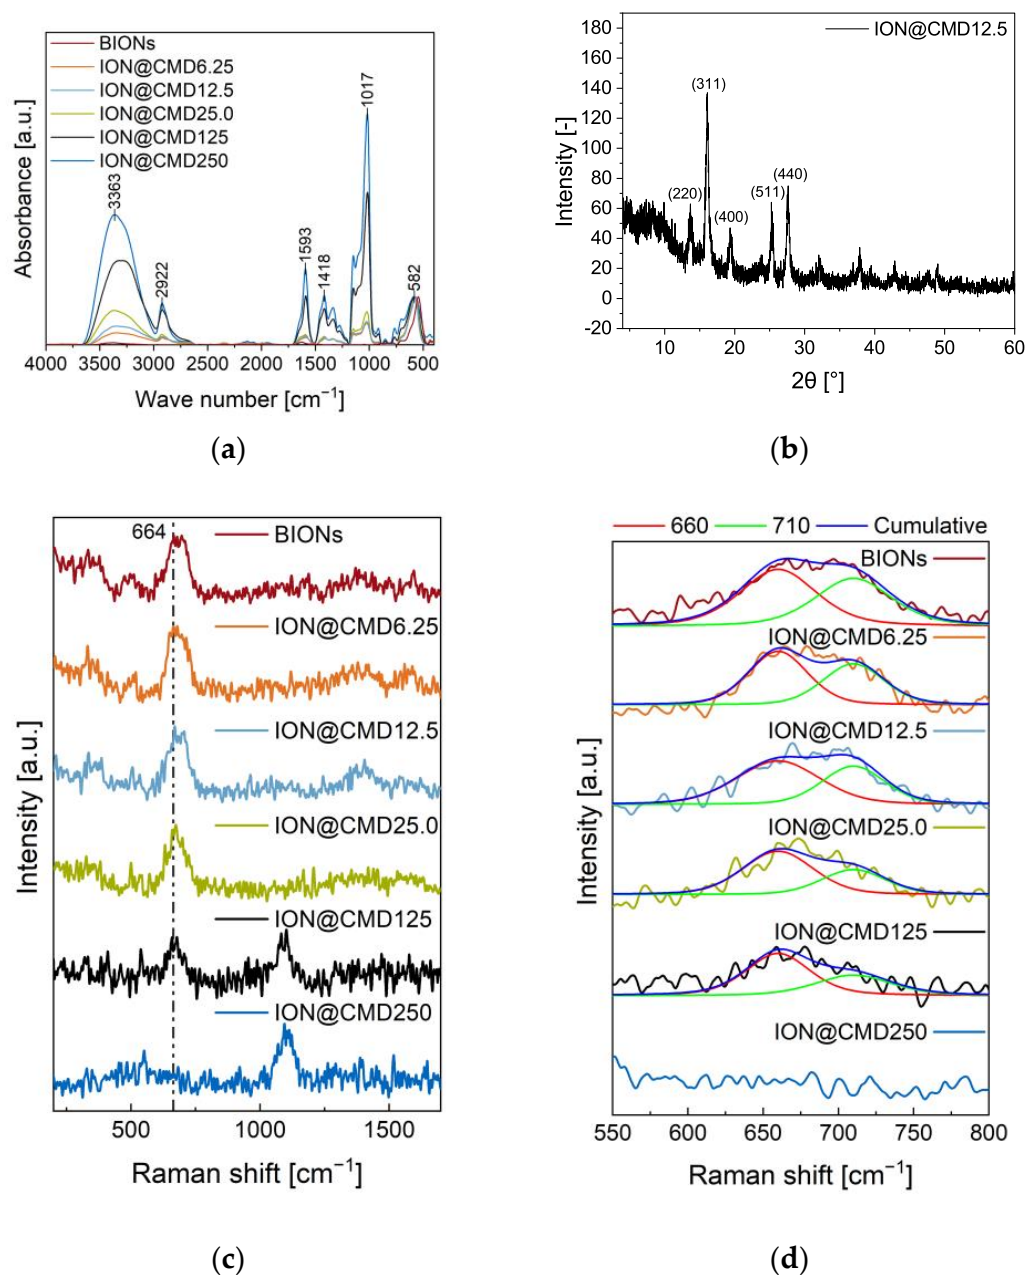 BIONs
ION@CMD6.25
ION@CMD12.5
ION@CMD25.0
ION@CMD125
ION@CMD250
3363
2922
1593
1418
1017
582
Absorbance [a.u.]
4000 3500 3000 2500 2000 1500 1000 500
Wave number [cm⁻¹]
(a)
ION@CMD12.5
180
160
140
120
100
80
60
40
20
0
-20
(220)
(311)
(400)
(511)
(440)
Intensity [-]
10 20 30 40 50 60
2θ [°]
(b)
664
BIONs
ION@CMD6.25
ION@CMD12.5
ION@CMD25.0
ION@CMD125
ION@CMD250
Intensity [a.u.]
500 1000 1500
Raman shift [cm⁻¹]
(c)
660 710 Cumulative
BIONs
ION@CMD6.25
ION@CMD12.5
ION@CMD25.0
ION@CMD125
ION@CMD250
Intensity [a.u.]
550 600 650 700 750 800
Raman shift [cm⁻¹]
(d)